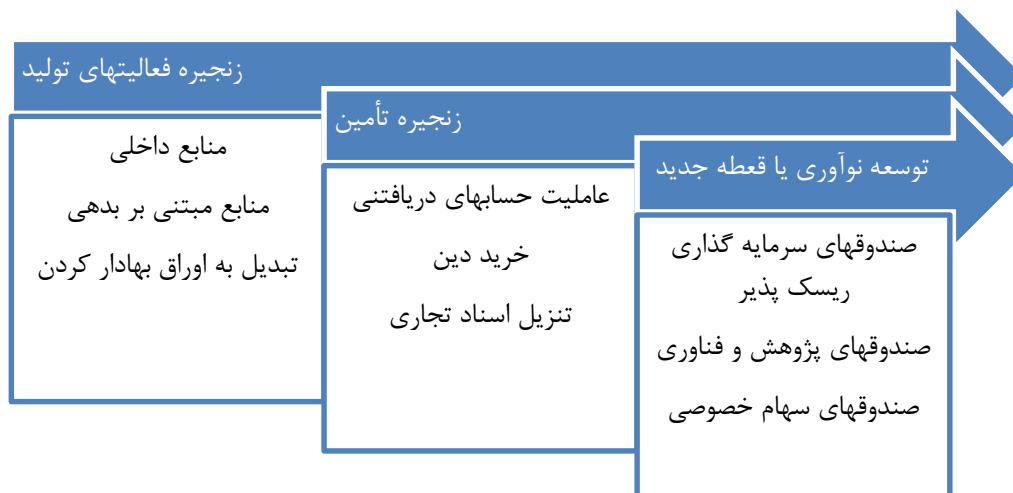 زنجیره فعالیتهای تولید
منابع داخلی
منابع مبتنی بر بدهی
تبدیل به اوراق بهادار کردن
زنجیره تأمین
عاملیت حسابهای دریافتنی
خرید دین
تنزیل اسناد تجاری
توسعه نوآوری یا قعطه جدید
صندوقهای سرمایه گذاری
ریسک پذیر
صندوقهای پژوهش و فناوری
صندوقهای سهام خصوصی